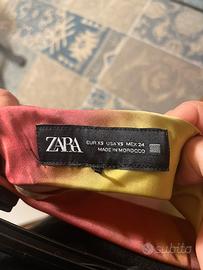 ZARA
EUR XS USA XS MEX 24
MADE IN MOROCCO
subito